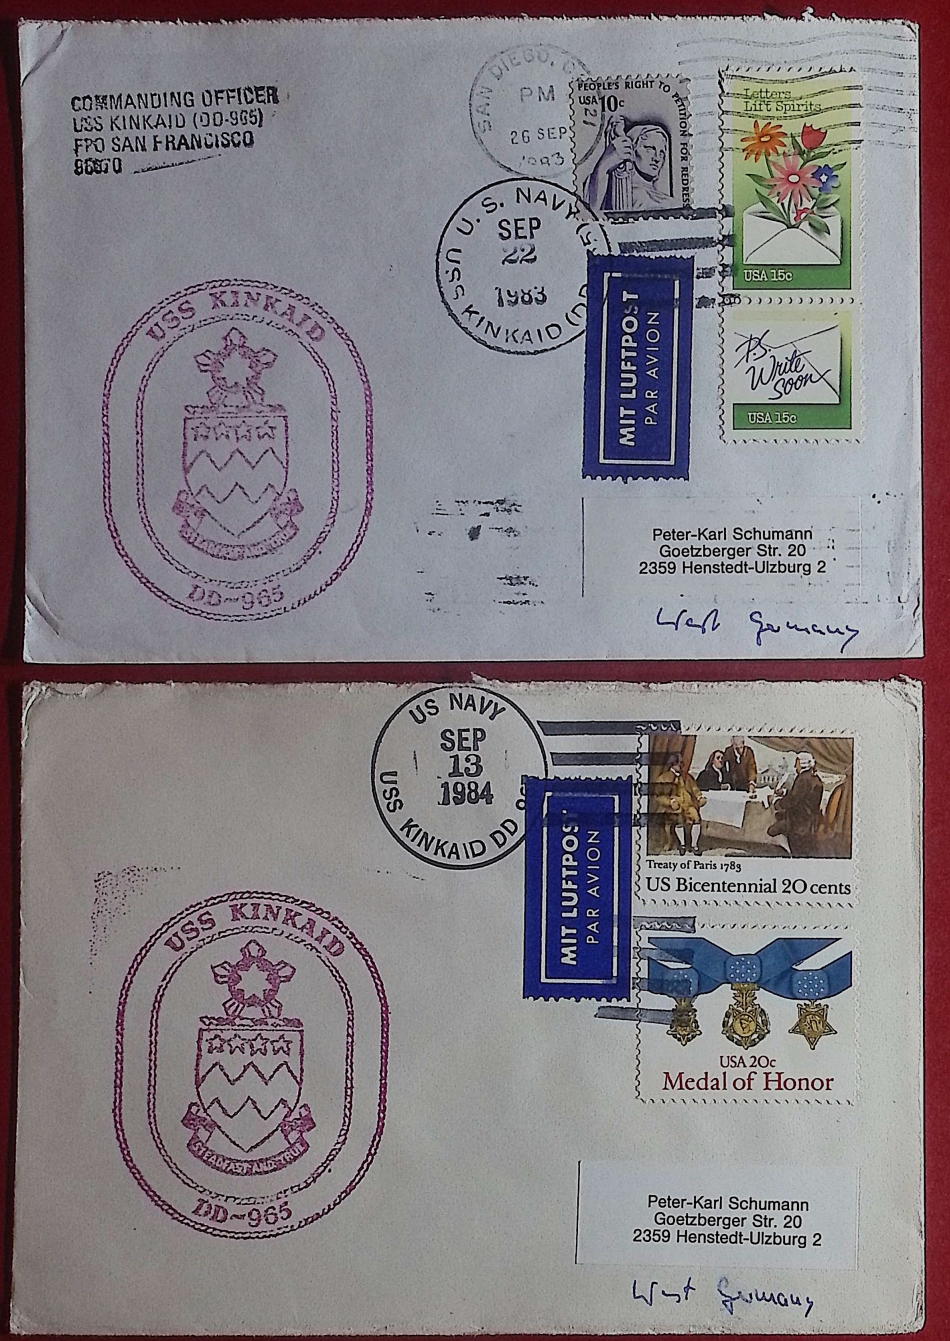 COMMANDING OFFICER
USS KINKAID (DD-965)
FPO SAN FRANCISCO
SAN DIEGO, C
PM
26 SEP
1983
PEOPLE'S RIGHT TO PETITION FOR REDRESS
USA 10c
Letters
Lift Spirits
USA 15c
P.S.
Write
Soon
USA 15c
U.S. NAVY
SEP
22
1983
USS KINKAID (DD
MIT LUFTPOST
PAR AVION
USS KINKAID
DD-965
Peter-Karl Schumann
Goetzberger Str. 20
2359 Henstedt-Ulzburg 2
West Germany
US NAVY
SEP
13
1984
USS KINKAID DD
MIT LUFTPOST
PAR AVION
Treaty of Paris 1783
US Bicentennial 20cents
USA 20c
Medal of Honor
USS KINKAID
STEADFAST AND TRUE
DD-965
Peter-Karl Schumann
Goetzberger Str. 20
2359 Henstedt-Ulzburg 2
West Germany